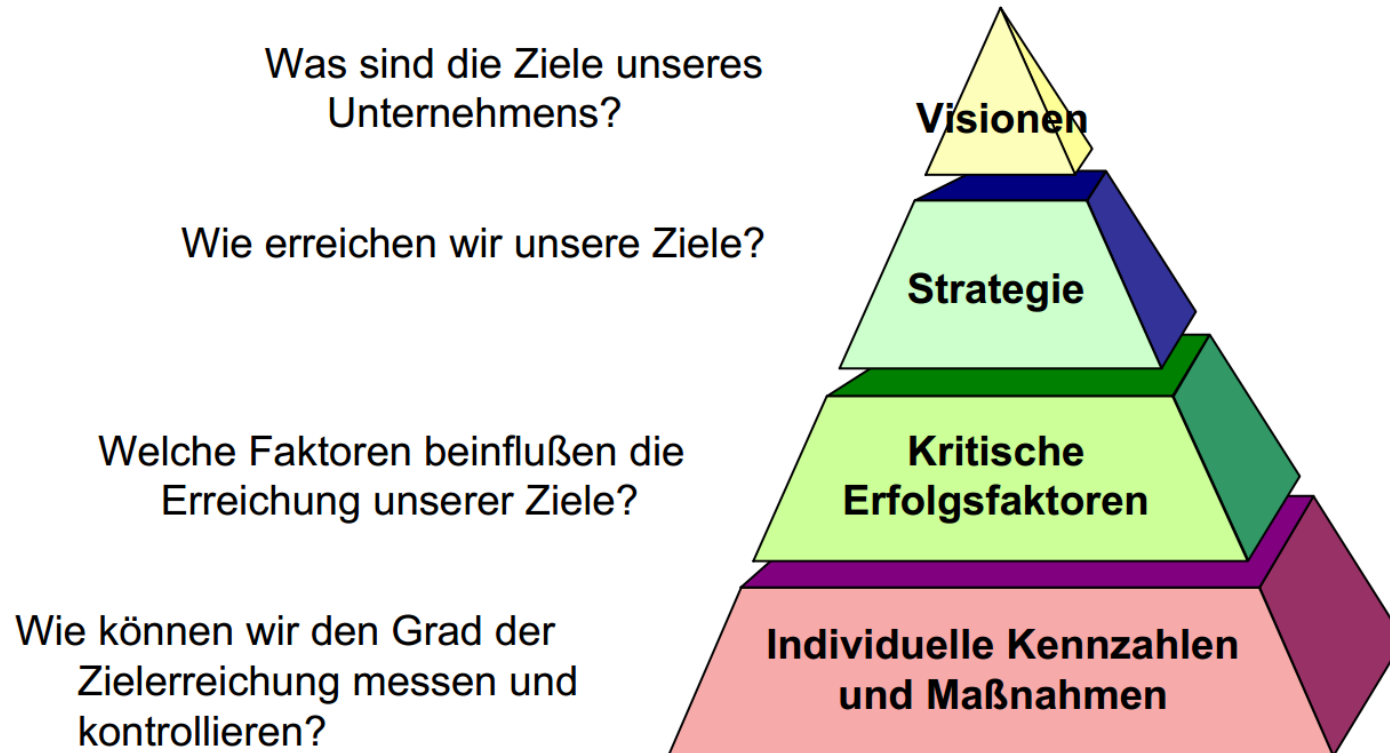 Was sind die Ziele unseres
Unternehmens?
Visionen
Wie erreichen wir unsere Ziele?
Strategie
Welche Faktoren beinflußen die
Erreichung unserer Ziele?
Kritische
Erfolgsfaktoren
Wie können wir den Grad der
Zielerreichung messen und
kontrollieren?
Individuelle Kennzahlen
und Maßnahmen